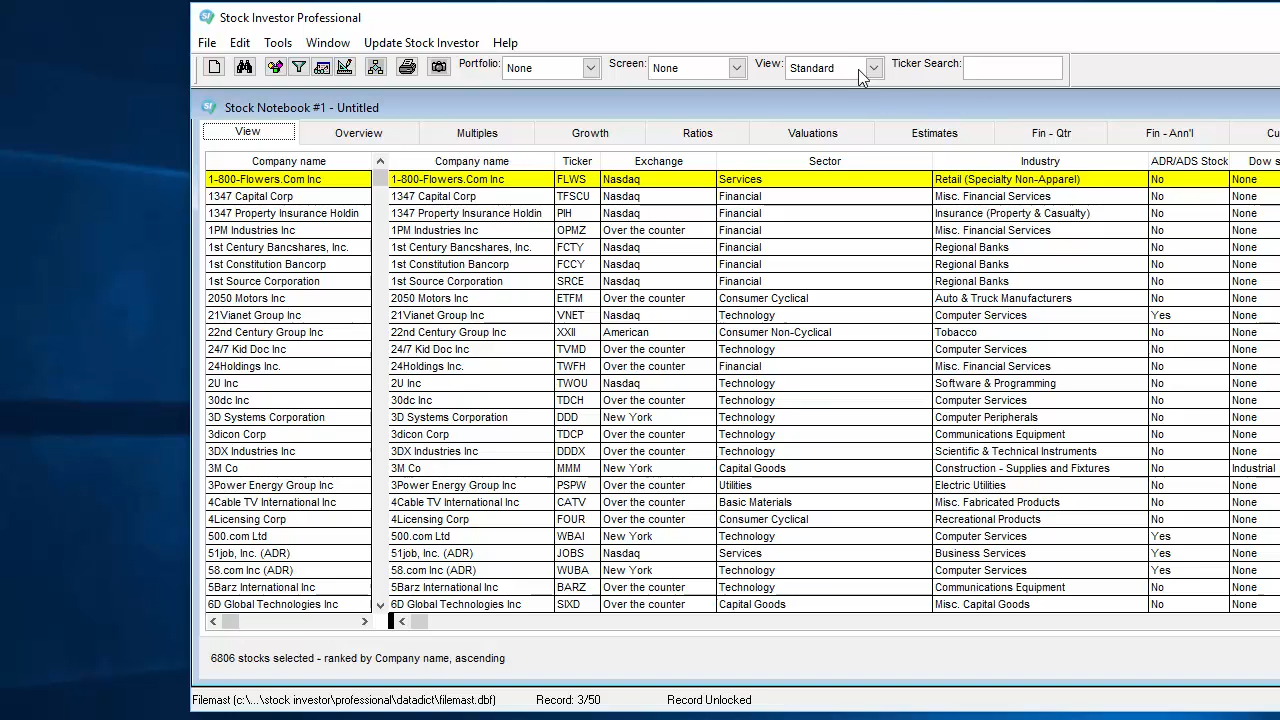 Stock Investor Professional
File Edit Tools Window Update Stock Investor Help
Portfolio: None Screen: None View: Standard Ticker Search:
Stock Notebook #1 - Untitled
View Overview Multiples Growth Ratios Valuations Estimates Fin - Qtr Fin - Ann'l Cu
Company name Company name Ticker Exchange Sector Industry ADR/ADS Stock Dow s
1-800-Flowers.Com Inc 1-800-Flowers.Com Inc FLWS Nasdaq Services Retail (Specialty Non-Apparel) No None
1347 Capital Corp 1347 Capital Corp TFSCU Nasdaq Financial Misc. Financial Services No None
1347 Property Insurance Holdin 1347 Property Insurance Holdin PIH Nasdaq Financial Insurance (Property & Casualty) No None
1PM Industries Inc 1PM Industries Inc OPMZ Over the counter Financial Misc. Financial Services No None
1st Century Bancshares, Inc. 1st Century Bancshares, Inc. FCTY Nasdaq Financial Regional Banks No None
1st Constitution Bancorp 1st Constitution Bancorp FCCY Nasdaq Financial Regional Banks No None
1st Source Corporation 1st Source Corporation SRCE Nasdaq Financial Regional Banks No None
2050 Motors Inc 2050 Motors Inc ETFM Over the counter Consumer Cyclical Auto & Truck Manufacturers No None
21Vianet Group Inc 21Vianet Group Inc VNET Nasdaq Technology Computer Services Yes None
22nd Century Group Inc 22nd Century Group Inc XXII American Consumer Non-Cyclical Tobacco No None
24/7 Kid Doc Inc 24/7 Kid Doc Inc TVMD Over the counter Technology Computer Services No None
24Holdings Inc. 24Holdings Inc. TWFH Over the counter Financial Misc. Financial Services No None
2U Inc 2U Inc TWOU Nasdaq Technology Software & Programming No None
30dc Inc 30dc Inc TDCH Over the counter Technology Computer Services No None
3D Systems Corporation 3D Systems Corporation DDD New York Technology Computer Peripherals No None
3dicon Corp 3dicon Corp TDCP Over the counter Technology Communications Equipment No None
3DX Industries Inc 3DX Industries Inc DDDX Over the counter Technology Scientific & Technical Instruments No None
3M Co 3M Co MMM New York Capital Goods Construction - Supplies and Fixtures No Industrial
3Power Energy Group Inc 3Power Energy Group Inc PSPW Over the counter Utilities Electric Utilities No None
4Cable TV International Inc 4Cable TV International Inc CATV Over the counter Basic Materials Misc. Fabricated Products No None
4Licensing Corp 4Licensing Corp FOUR Over the counter Consumer Cyclical Recreational Products No None
500.com Ltd 500.com Ltd WBAI New York Technology Computer Services Yes None
51job, Inc. (ADR) 51job, Inc. (ADR) JOBS Nasdaq Services Business Services Yes None
58.com Inc (ADR) 58.com Inc (ADR) WUBA New York Technology Computer Services Yes None
5Barz International Inc 5Barz International Inc BARZ Over the counter Technology Communications Equipment No None
6D Global Technologies Inc 6D Global Technologies Inc SIXD Over the counter Capital Goods Misc. Capital Goods No None
6806 stocks selected - ranked by Company name, ascending
Filemast (c:\...\stock investor\professional\datadict\filemast.dbf) Record: 3/50 Record Unlocked